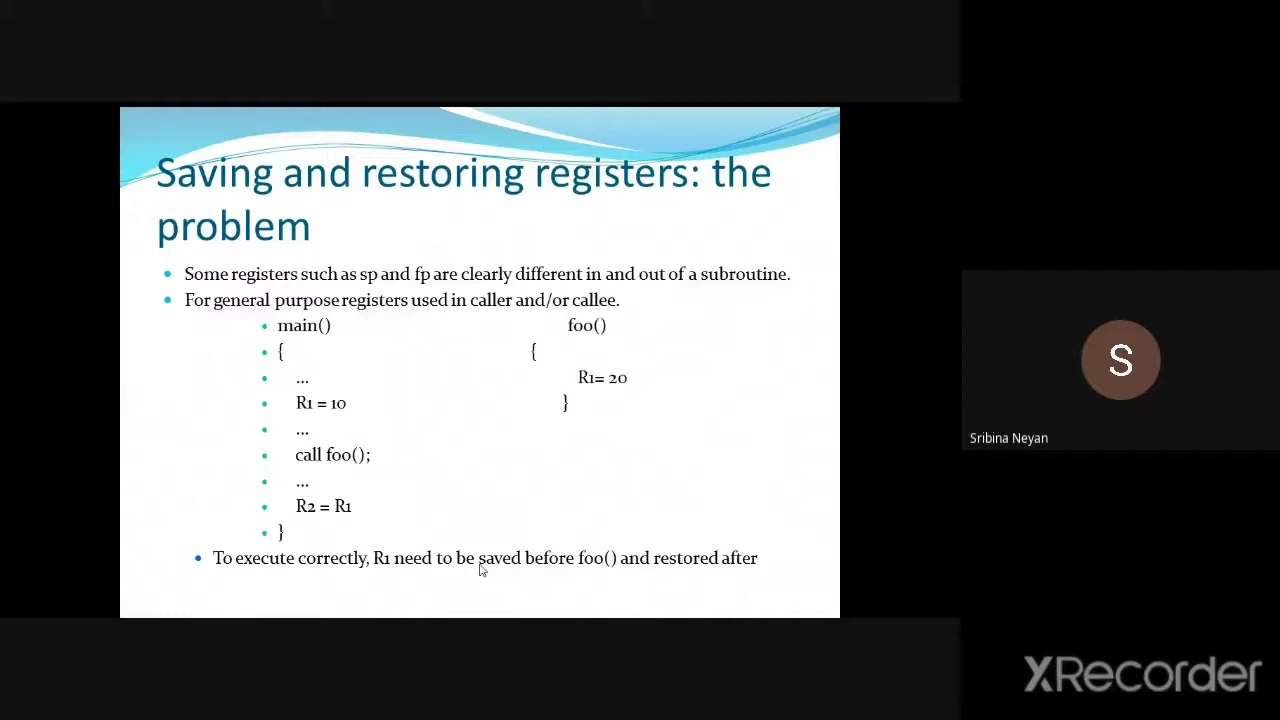 Saving and restoring registers: the
problem
Some registers such as sp and fp are clearly different in and out of a subroutine.
For general purpose registers used in caller and/or callee.
main() foo()
{ {
... R1= 20
R1 = 10 }
...
call foo();
...
R2 = R1
}
To execute correctly, R1 need to be saved before foo() and restored after
S
Sribina Neyan
XRecorder